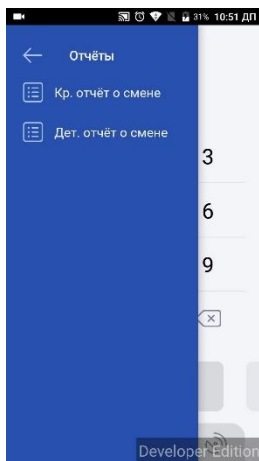 31% 10:51 ДП
Отчёты
Кр. отчёт о смене
Дет. отчёт о смене
3
6
9
Developer Edition